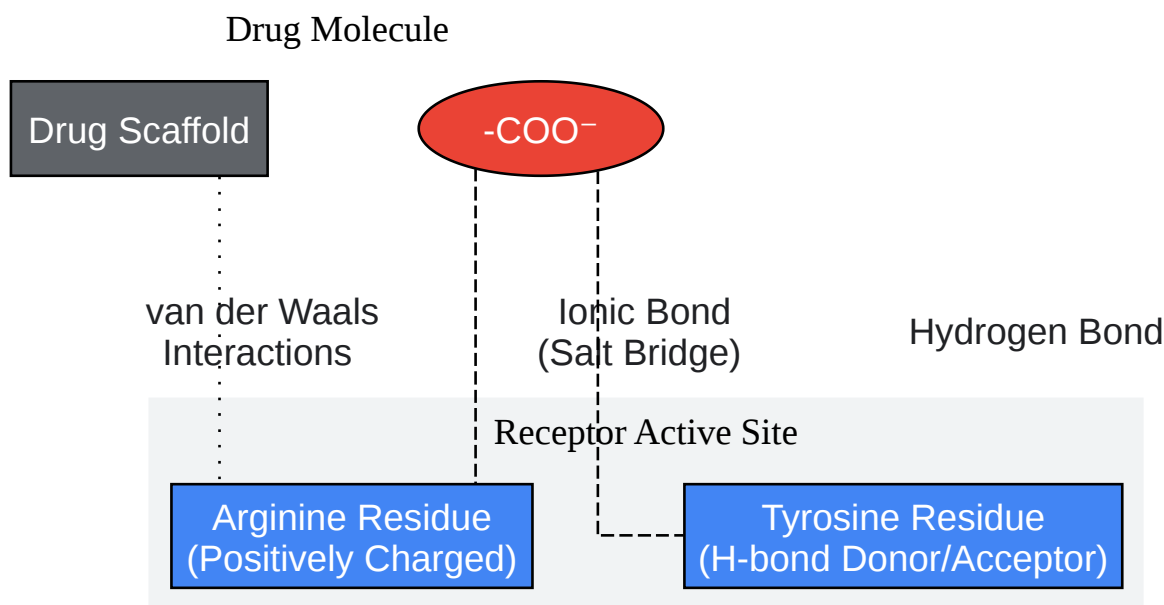 Drug Molecule
Drug Scaffold
-COO⁻
van der Waals
Interactions
Ionic Bond
(Salt Bridge)
Hydrogen Bond
Receptor Active Site
Arginine Residue
(Positively Charged)
Tyrosine Residue
(H-bond Donor/Acceptor)